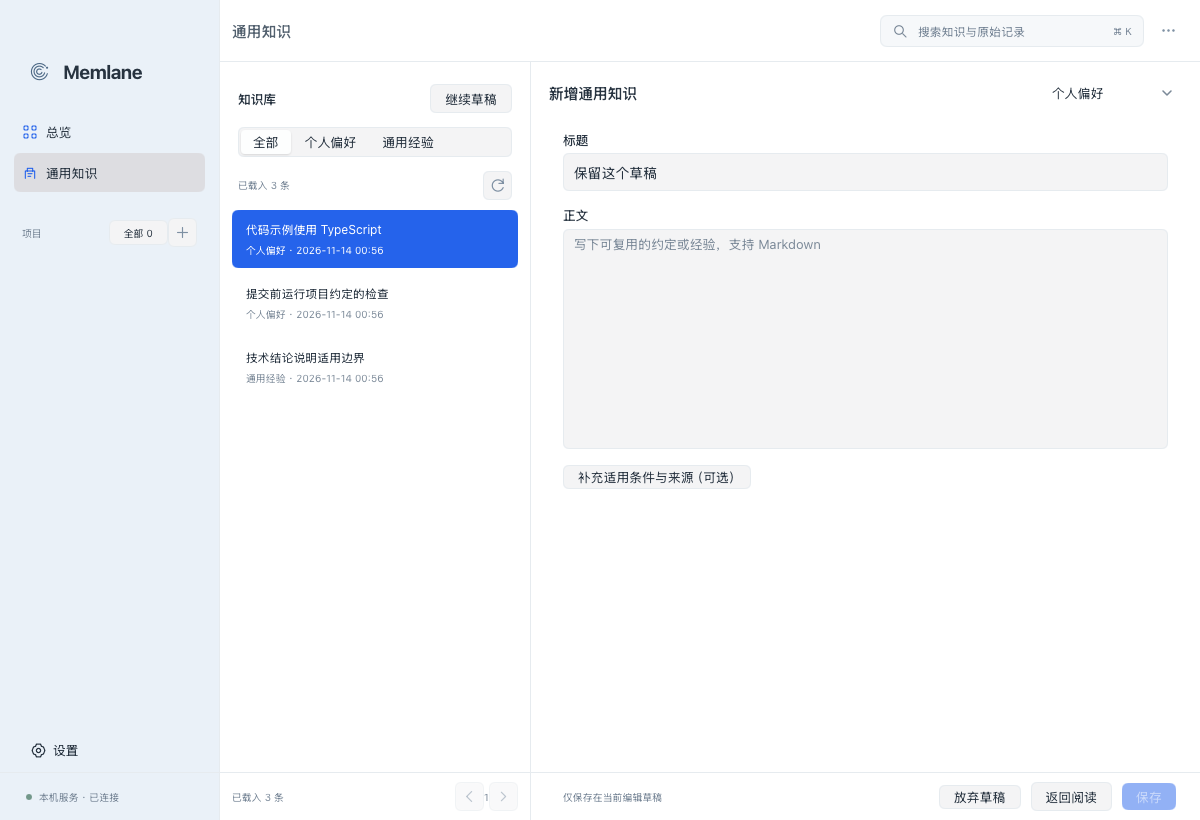 Memlane
总览
通用知识
项目
全部 0
设置
本机服务 · 已连接
通用知识
搜索知识与原始记录
⌘ K
知识库
继续草稿
全部
个人偏好
通用经验
已载入 3 条
代码示例使用 TypeScript
个人偏好 · 2026-11-14 00:56
提交前运行项目约定的检查
个人偏好 · 2026-11-14 00:56
技术结论说明适用边界
通用经验 · 2026-11-14 00:56
已载入 3 条
1
新增通用知识
个人偏好
标题
保留这个草稿
正文
写下可复用的约定或经验，支持 Markdown
补充适用条件与来源 (可选)
仅保存在当前编辑草稿
放弃草稿
返回阅读
保存